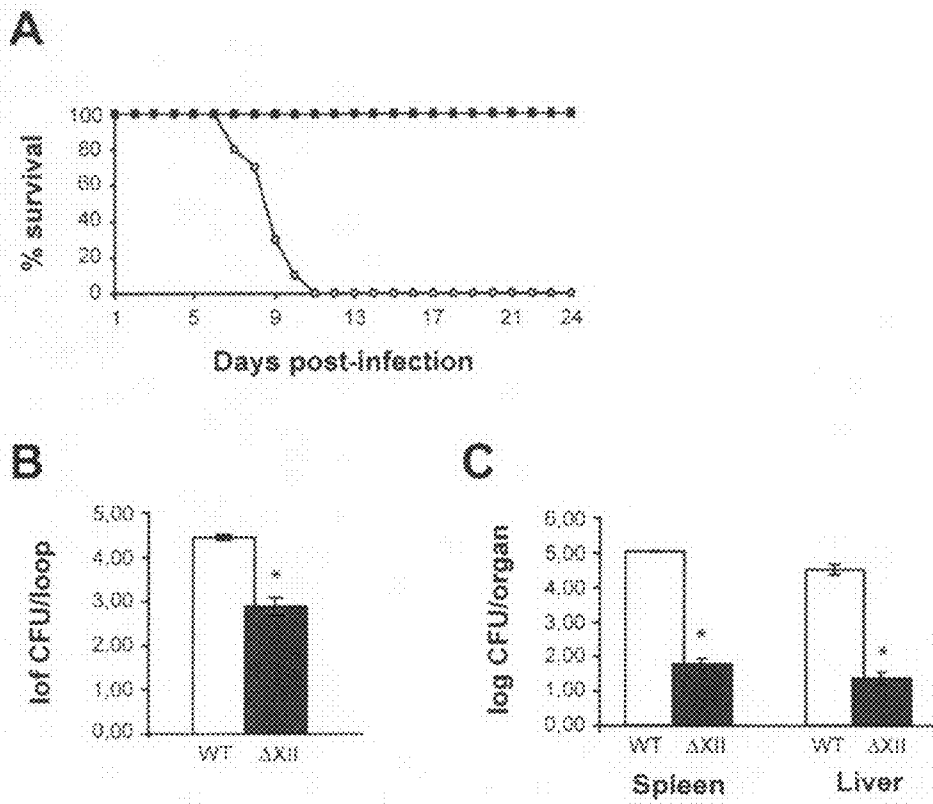 A
% survival
100
80
60
40
20
0
1 5 9 13 17 21 24
Days post-infection
B
lof CFU/loop
5,00
4,00
3,00
2,00
1,00
0,00
*
WT ΔXII
C
log CFU/organ
6,00
5,00
4,00
3,00
2,00
1,00
0,00
* *
WT ΔXII WT ΔXII
Spleen Liver